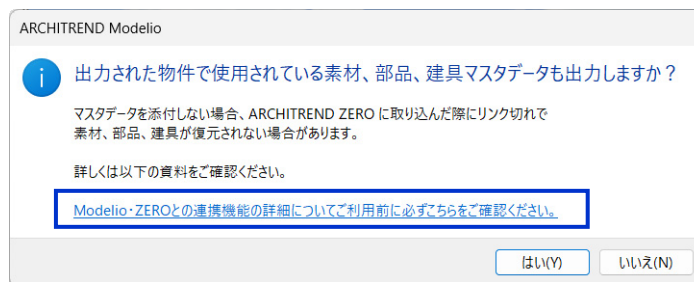 ARCHITREND Modelio
出力された物件で使用されている素材、部品、建具マスタデータも出力しますか？
マスタデータを添付しない場合、ARCHITREND ZERO に取り込んだ際にリンク切れで
素材、部品、建具が復元されない場合があります。
詳しくは以下の資料をご確認ください。
Modelio・ZEROとの連携機能の詳細についてご利用前に必ずこちらをご確認ください。
はい(Y)
いいえ(N)